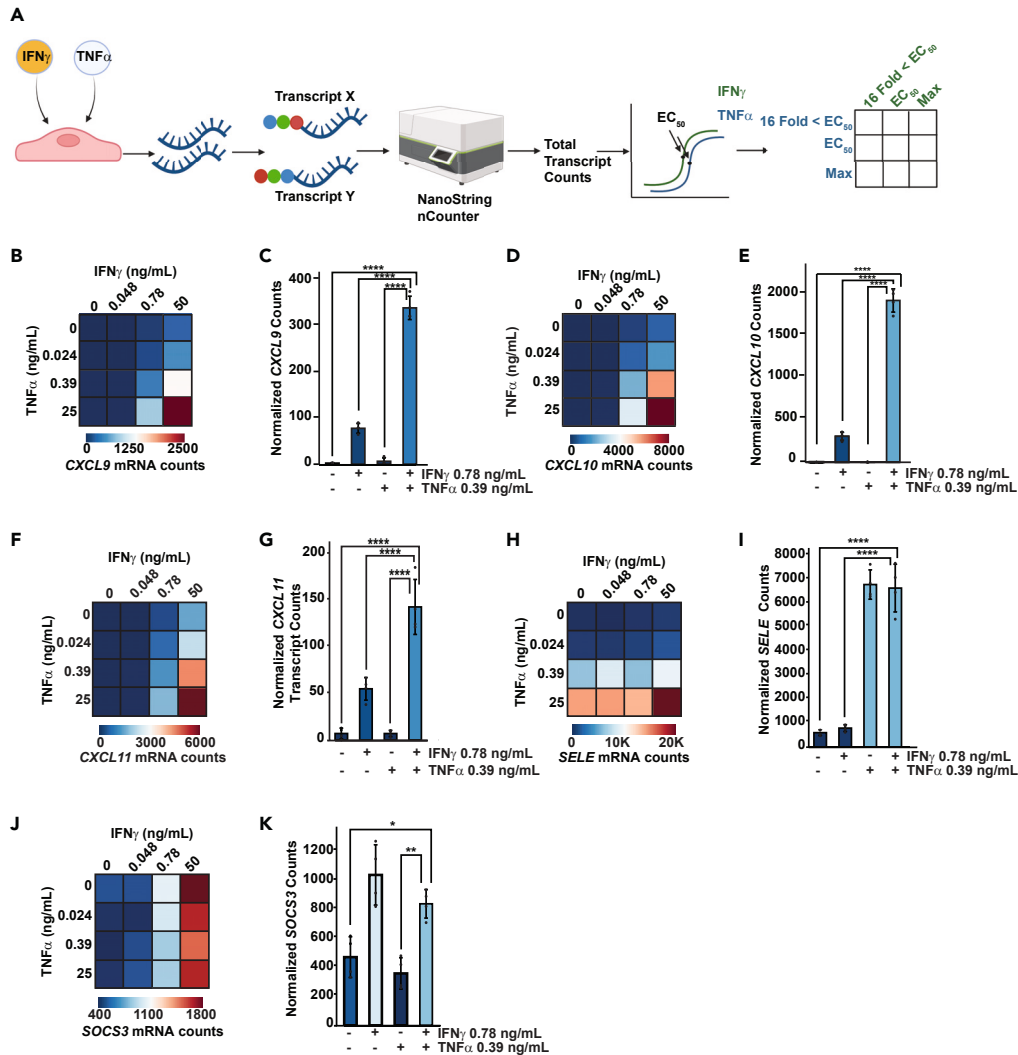 A
IFNγ
TNFα
Transcript X
Transcript Y
NanoString
nCounter
Total
Transcript
Counts
EC50
IFNγ
TNFα
16 Fold < EC50
EC50
Max
16 Fold < EC50
EC50
Max
B
IFNγ (ng/mL)
0 0.048 0.78 50
TNFα (ng/mL)
0
0.024
0.39
25
0 1250 2500
CXCL9 mRNA counts
C
Normalized CXCL9 Counts
400
300
200
100
0
****
****
****
- + - + IFNγ 0.78 ng/mL
- - + + TNFα 0.39 ng/mL
D
IFNγ (ng/mL)
0 0.048 0.78 50
TNFα (ng/mL)
0
0.024
0.39
25
0 4000 8000
CXCL10 mRNA counts
E
Normalized CXCL10 Counts
2000
1500
1000
500
0
****
****
****
- + - + IFNγ 0.78 ng/mL
- - + + TNFα 0.39 ng/mL
F
IFNγ (ng/mL)
0 0.048 0.78 50
TNFα (ng/mL)
0
0.024
0.39
25
0 3000 6000
CXCL11 mRNA counts
G
Normalized CXCL11
Transcript Counts
200
150
100
50
0
****
****
****
- + - + IFNγ 0.78 ng/mL
- - + + TNFα 0.39 ng/mL
H
IFNγ (ng/mL)
0 0.048 0.78 50
TNFα (ng/mL)
0
0.024
0.39
25
0 10K 20K
SELE mRNA counts
I
Normalized SELE Counts
8000
7000
6000
5000
4000
3000
2000
1000
0
****
****
- + - + IFNγ 0.78 ng/mL
- - + + TNFα 0.39 ng/mL
J
IFNγ (ng/mL)
0 0.048 0.78 50
TNFα (ng/mL)
0
0.024
0.39
25
400 1100 1800
SOCS3 mRNA counts
K
Normalized SOCS3 Counts
1200
1000
800
600
400
200
0
*
**
- + - + IFNγ 0.78 ng/mL
- - + + TNFα 0.39 ng/mL